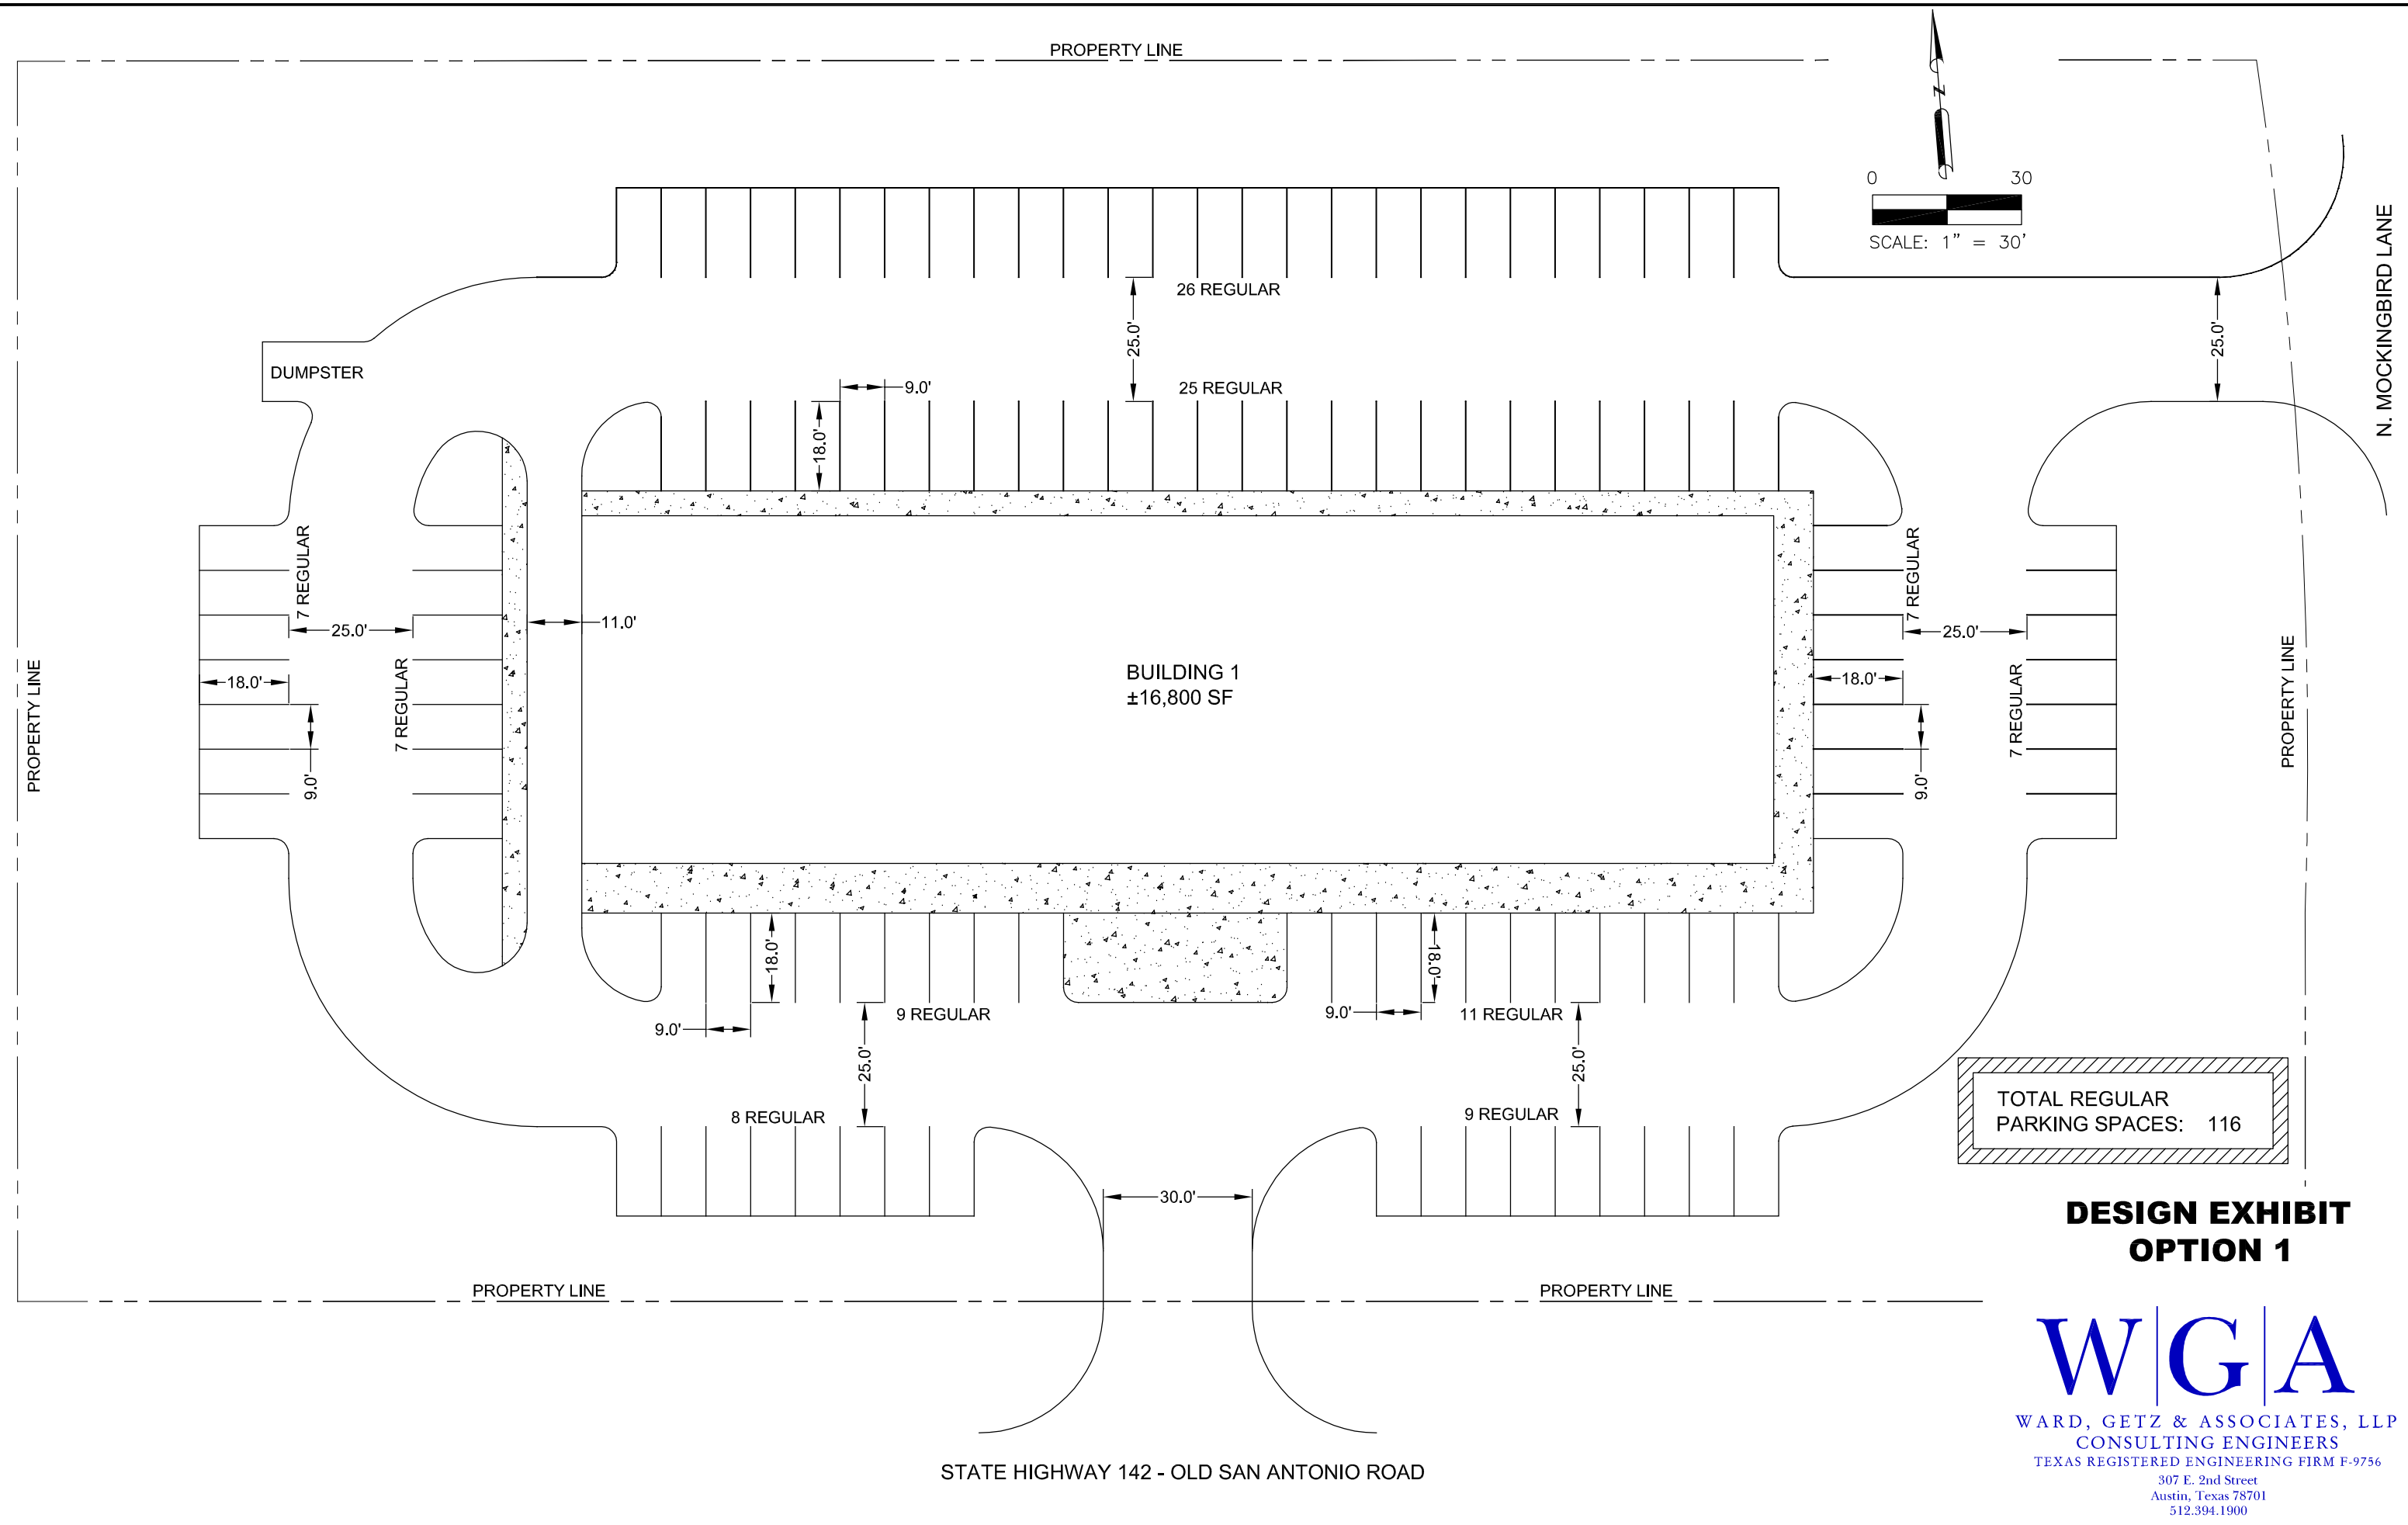 PROPERTY LINE
N
0 30
SCALE: 1" = 30'
N. MOCKINGBIRD LANE
26 REGULAR
25.0'
25.0'
DUMPSTER
25 REGULAR
9.0'
18.0'
7 REGULAR
7 REGULAR
25.0'
11.0'
25.0'
PROPERTY LINE
18.0'
7 REGULAR
9.0'
BUILDING 1
±16,800 SF
18.0'
7 REGULAR
9.0'
PROPERTY LINE
18.0'
18.0'
9.0'
9 REGULAR
9.0'
11 REGULAR
25.0'
25.0'
8 REGULAR
9 REGULAR
TOTAL REGULAR
PARKING SPACES: 116
30.0'
DESIGN EXHIBIT
OPTION 1
PROPERTY LINE
PROPERTY LINE
W|G|A
WARD, GETZ & ASSOCIATES, LLP
CONSULTING ENGINEERS
TEXAS REGISTERED ENGINEERING FIRM F-9756
307 E. 2nd Street
Austin, Texas 78701
512.394.1900
STATE HIGHWAY 142 - OLD SAN ANTONIO ROAD